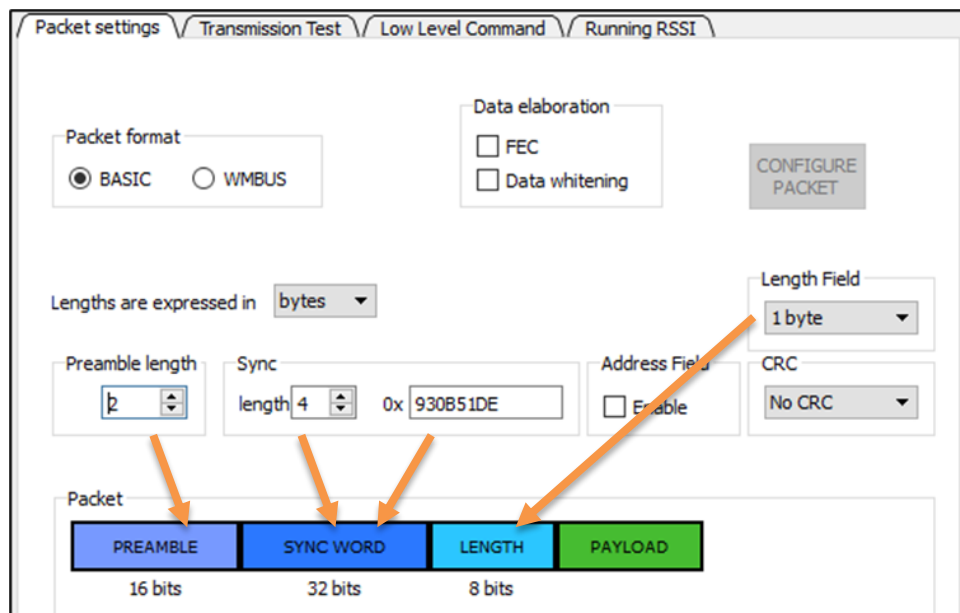 Packet settings Transmission Test Low Level Command Running RSSI
Data elaboration
Packet format
FEC
BASIC WMBUS
Data whitening
CONFIGURE
PACKET
Length Field
Lengths are expressed in bytes
1 byte
Preamble length Sync Address Field CRC
2 length 4 0x 930B51DE Enable No CRC
Packet
PREAMBLE SYNC WORD LENGTH PAYLOAD
16 bits 32 bits 8 bits